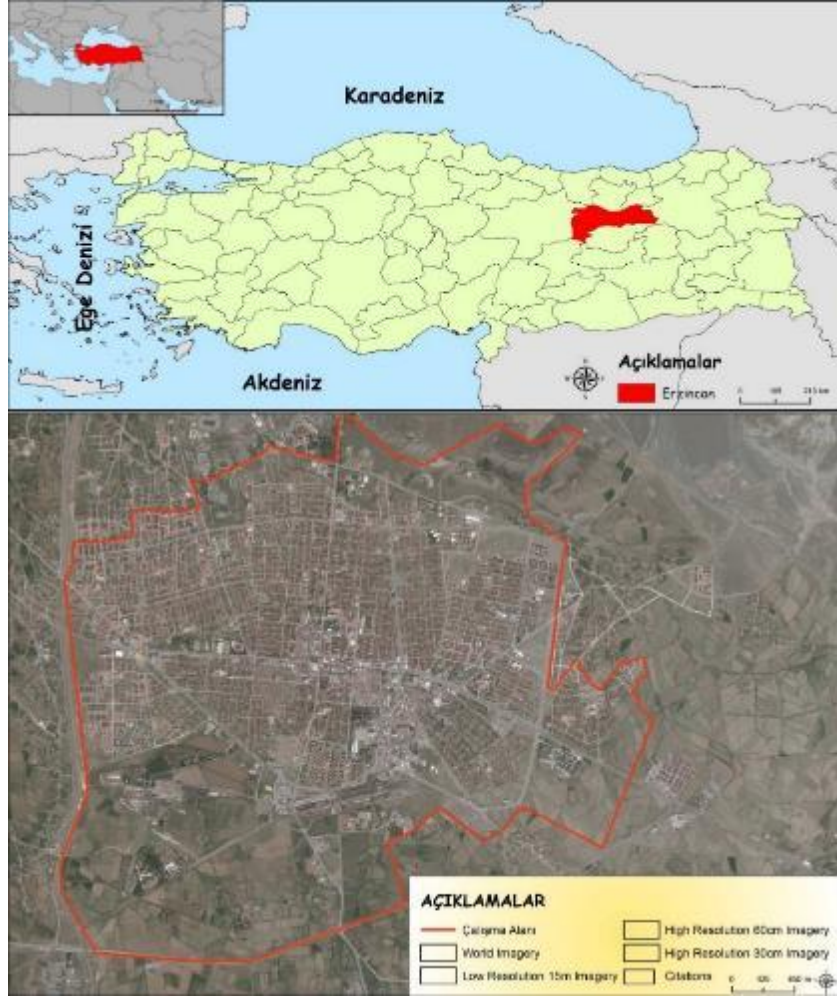 Karadeniz
Ege Denizi
Akdeniz
Açıklamalar
Erzincan
AÇIKLAMALAR
Çalışma Alanı
World Imagery
Low Resolution 15m Imagery
High Resolution 60cm Imagery
High Resolution 30cm Imagery
Citations